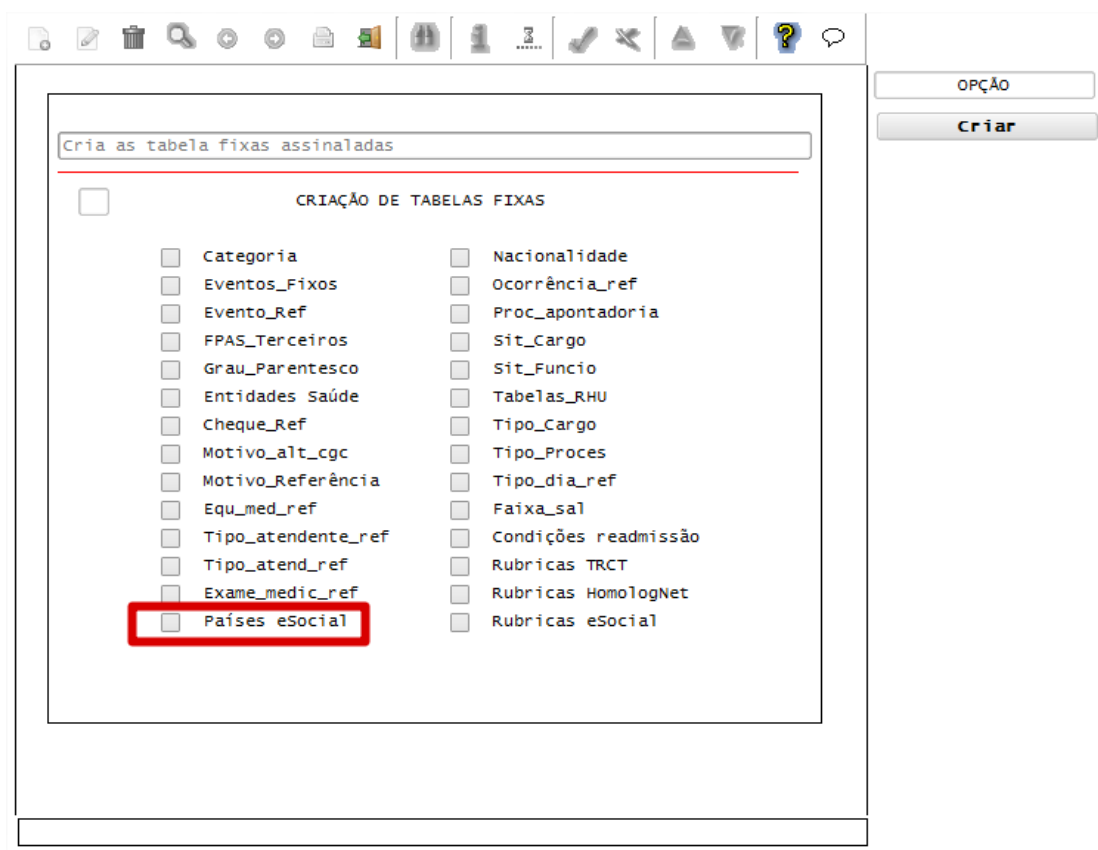 OPÇÃO
Criar
Cria as tabela fixas assinaladas
CRIAÇÃO DE TABELAS FIXAS
Categoria
Eventos_Fixos
Evento_Ref
FPAS_Terceiros
Grau_Parentesco
Entidades Saúde
Cheque_Ref
Motivo_alt_cgc
Motivo_Referência
Equ_med_ref
Tipo_atendente_ref
Tipo_atend_ref
Exame_medic_ref
Países eSocial
Nacionalidade
Ocorrência_ref
Proc_apontadoria
Sit_Cargo
Sit_Funcio
Tabelas_RHU
Tipo_Cargo
Tipo_Proces
Tipo_dia_ref
Faixa_sal
Condições readmissão
Rubricas TRCT
Rubricas HomologNet
Rubricas eSocial